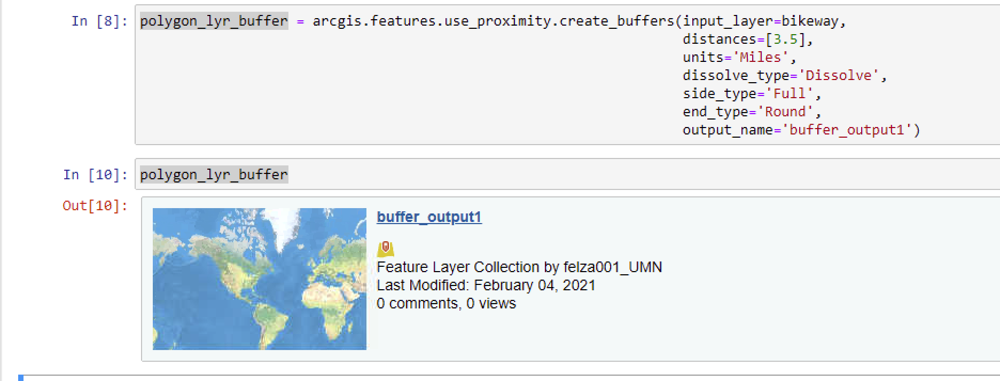 In [8]: polygon_lyr_buffer = arcgis.features.use_proximity.create_buffers(input_layer=bikeway,
distances=[3.5],
units='Miles',
dissolve_type='Dissolve',
side_type='Full',
end_type='Round',
output_name='buffer_output1')
In [10]: polygon_lyr_buffer
Out[10]:
buffer_output1
Feature Layer Collection by felza001_UMN
Last Modified: February 04, 2021
0 comments, 0 views